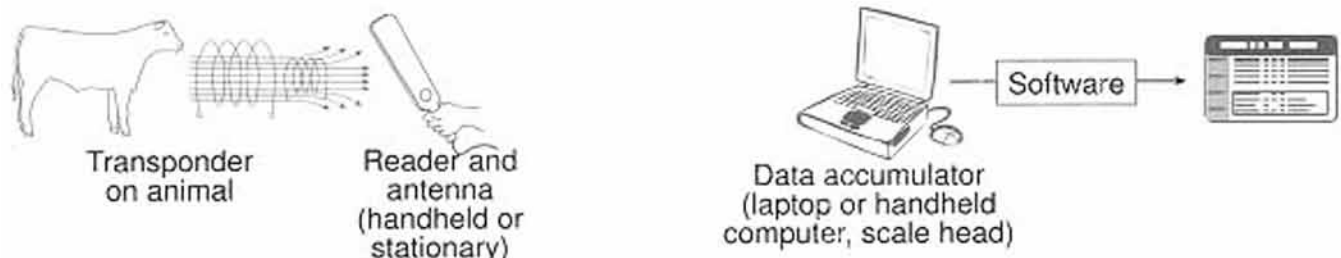 Transponder
on animal
Reader and
antenna
(handheld or
stationary)
Data accumulator
(laptop or handheld
computer, scale head)
Software